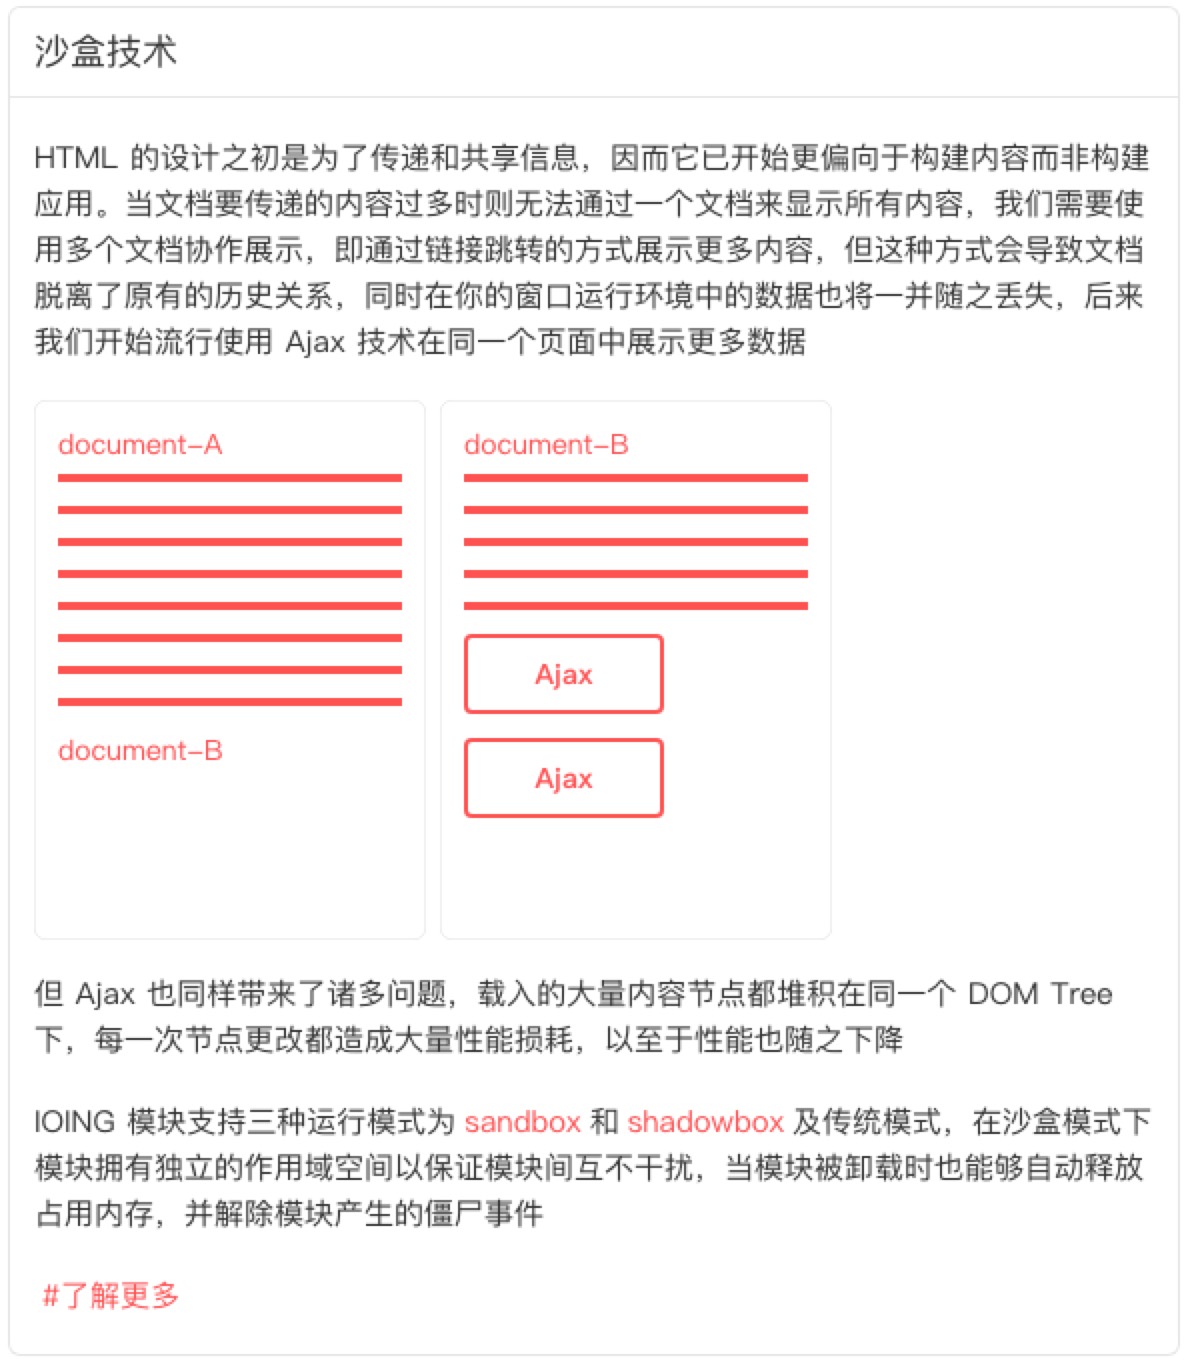 沙盒技术
HTML 的设计之初是为了传递和共享信息，因而它已开始更偏向于构建内容而非构建
应用。当文档要传递的内容过多时则无法通过一个文档来显示所有内容，我们需要使
用多个文档协作展示，即通过链接跳转的方式展示更多内容，但这种方式会导致文档
脱离了原有的历史关系，同时在你的窗口运行环境中的数据也将一并随之丢失，后来
我们开始流行使用 Ajax 技术在同一个页面中展示更多数据
document-A
document-B
document-B
Ajax
Ajax
但 Ajax 也同样带来了诸多问题，载入的大量内容节点都堆积在同一个 DOM Tree
下，每一次节点更改都造成大量性能损耗，以至于性能也随之下降
IOING 模块支持三种运行模式为 sandbox 和 shadowbox 及传统模式，在沙盒模式下
模块拥有独立的作用域空间以保证模块间互不干扰，当模块被卸载时也能够自动释放
占用内存，并解除模块产生的僵尸事件
#了解更多